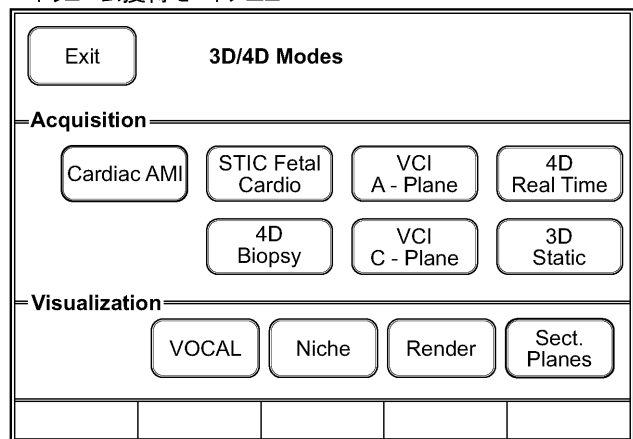 Exit
3D/4D Modes
Acquisition
Cardiac AMI
STIC Fetal
Cardio
VCI
A - Plane
4D
Real Time
4D
Biopsy
VCI
C - Plane
3D
Static
Visualization
VOCAL
Niche
Render
Sect.
Planes